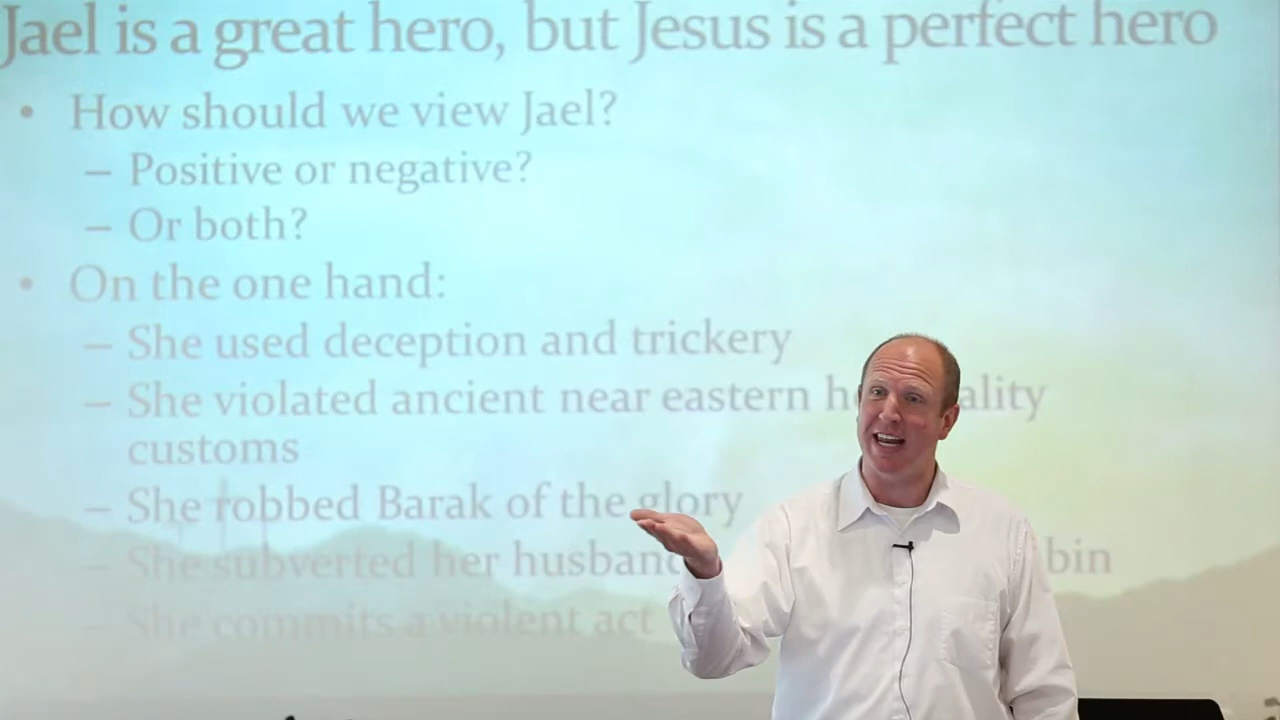 Jael is a great hero, but Jesus is a perfect hero
• How should we view Jael?
– Positive or negative?
– Or both?
• On the one hand:
– She used deception and trickery
– She violated ancient near eastern
customs
– She robbed Barak of the glory
– She subverted her bin
– She commits a violent act